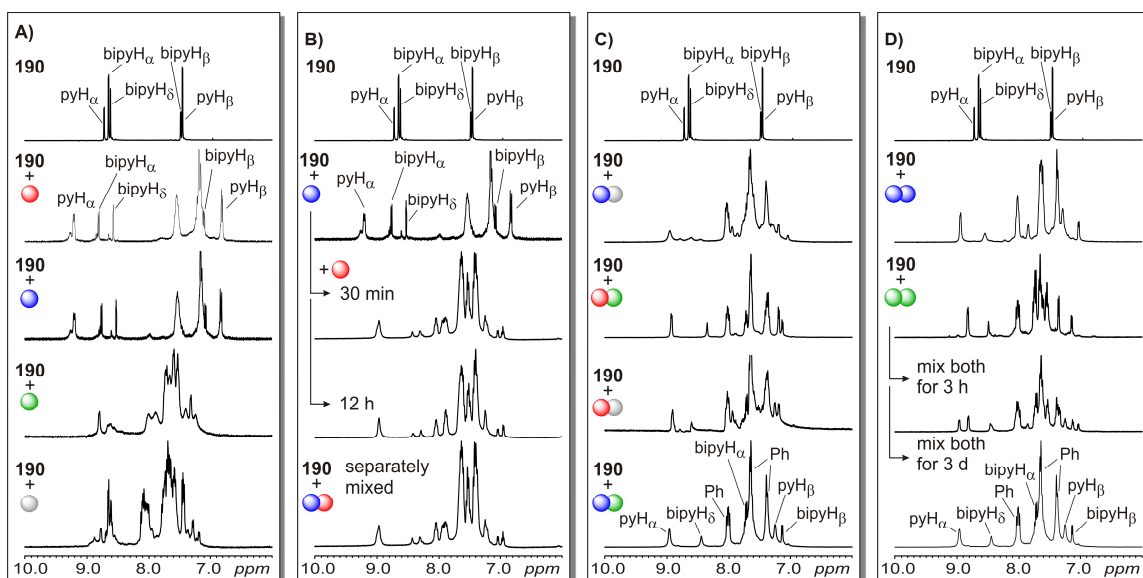 A)
190
bipyHα
bipyHβ
pyHα
bipyHδ
pyHβ
190
+
bipyHα
bipyHβ
pyHα
bipyHδ
pyHβ
190
+
190
+
190
+
10.0 9.0 8.0 7.0 ppm
B)
190
bipyHα
bipyHβ
pyHα
bipyHδ
pyHβ
190
+
bipyHα
bipyHβ
pyHα
bipyHδ
pyHβ
+
30 min
12 h
190 separately
+ mixed
10.0 9.0 8.0 7.0 ppm
C)
190
bipyHα
bipyHβ
pyHα
bipyHδ
pyHβ
190
+
190
+
190
+
190
+
bipyHα
Ph
Ph
pyHβ
pyHα
bipyHδ
bipyHβ
10.0 9.0 8.0 7.0 ppm
D)
190
bipyHα
bipyHβ
pyHα
bipyHδ
pyHβ
190
+
190
+
mix both
for 3 h
mix both
for 3 d
bipyHα
Ph
Ph
pyHβ
pyHα
bipyHδ
bipyHβ
10.0 9.0 8.0 7.0 ppm